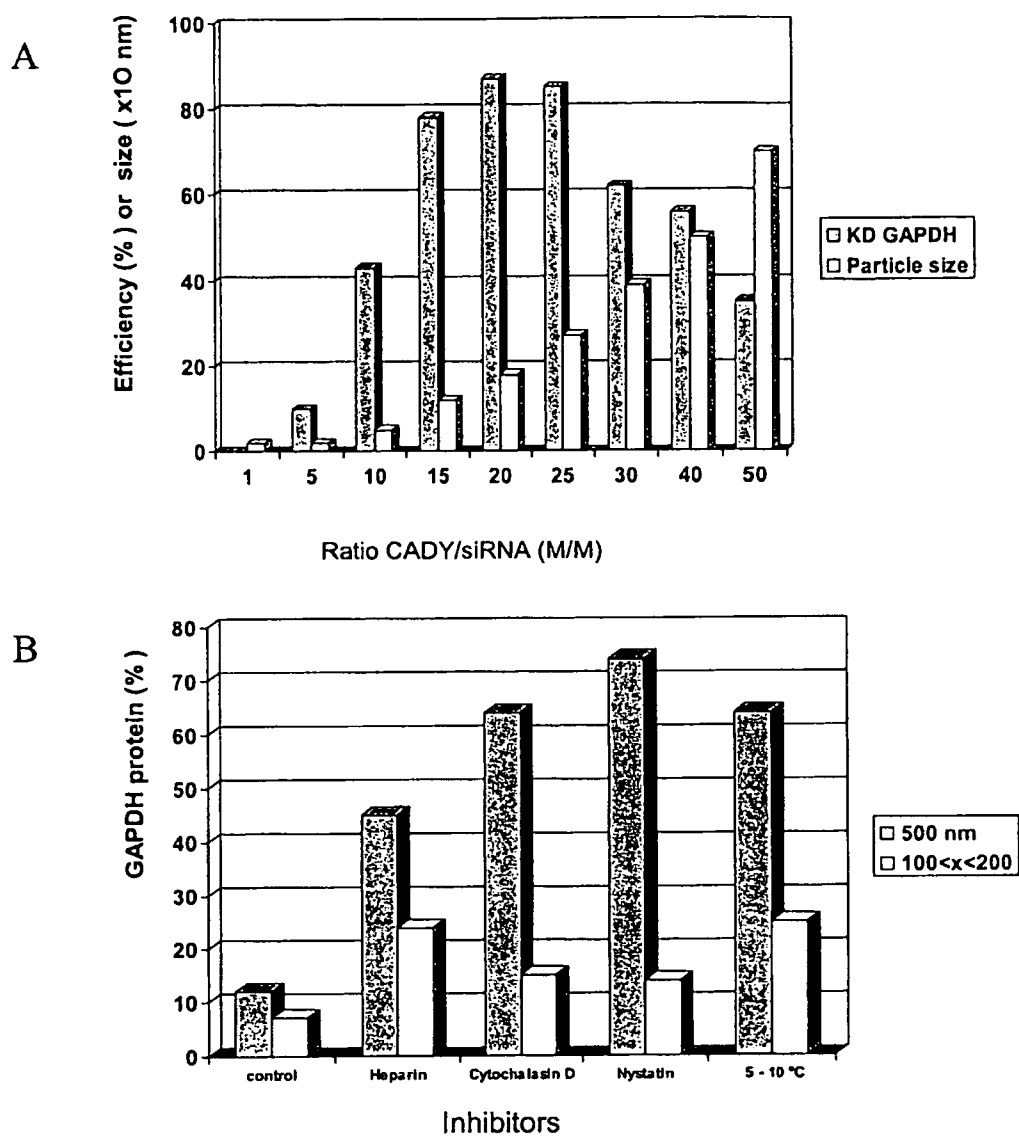 A
Efficiency (%) or size (x10 nm)
100
80
60
40
20
0
1 5 10 15 20 25 30 40 50
Ratio CADY/siRNA (M/M)
KD GAPDH
Particle size
B
GAPDH protein (%)
80
70
60
50
40
30
20
10
0
control Heparin Cytochalasin D Nystatin 5 - 10 °C
Inhibitors
500 nm
100<x<200